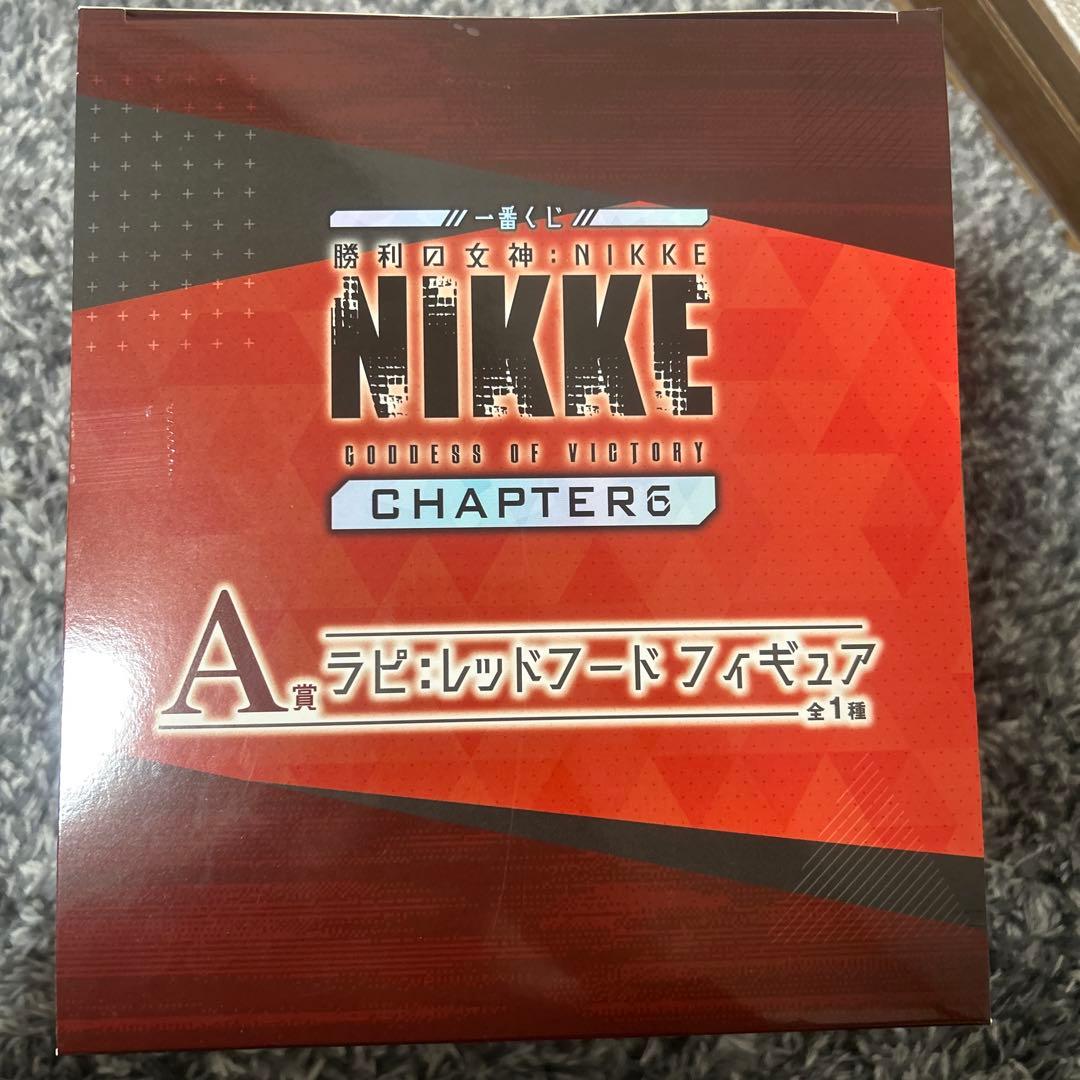 一番くじ
勝利の女神:NIKKE
NIKKE
GODDESS OF VICTORY
CHAPTER6
A賞 ラピ:レッドフード フィギュア
全1種